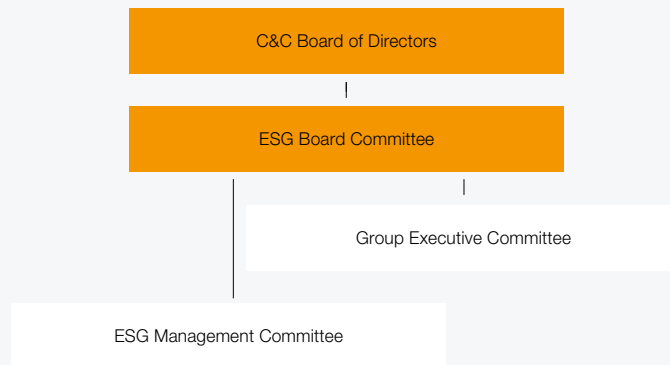 C&C Board of Directors
ESG Board Committee
Group Executive Committee
ESG Management Committee